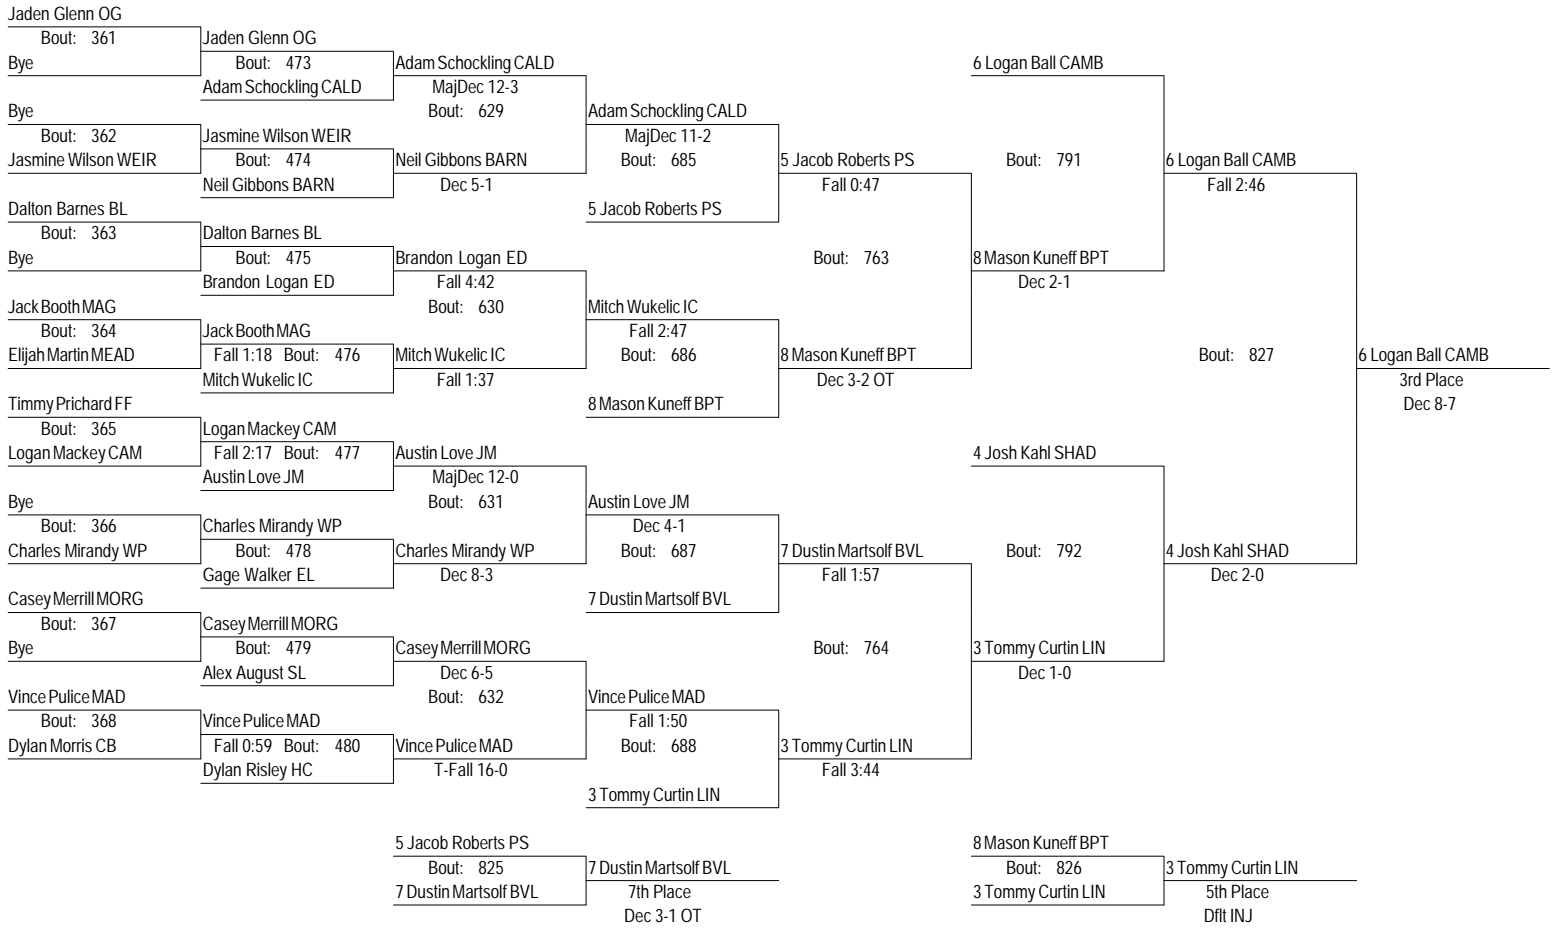 Jaden Glenn OG
Bout: 361
Bye
Bye
Bout: 362
Jasmine Wilson WEIR
Dalton Barnes BL
Bout: 363
Bye
Jack Booth MAG
Bout: 364
Elijah Martin MEAD
Timmy Prichard FF
Bout: 365
Logan Mackey CAM
Bye
Bout: 366
Charles Mirandy WP
Casey Merrill MORG
Bout: 367
Bye
Vince Pulice MAD
Bout: 368
Dylan Morris CB
Jaden Glenn OG
Bout: 473
Adam Schockling CALD
Jasmine Wilson WEIR
Bout: 474
Neil Gibbons BARN
Dalton Barnes BL
Bout: 475
Brandon Logan ED
Jack Booth MAG
Fall 1:18 Bout: 476
Mitch Wukelic IC
Logan Mackey CAM
Fall 2:17 Bout: 477
Austin Love JM
Charles Mirandy WP
Bout: 478
Gage Walker EL
Casey Merrill MORG
Bout: 479
Alex August SL
Vince Pulice MAD
Fall 0:59 Bout: 480
Dylan Risley HC
Adam Schockling CALD
MajDec 12-3
Bout: 629
Neil Gibbons BARN
Dec 5-1
Brandon Logan ED
Fall 4:42
Bout: 630
Mitch Wukelic IC
Fall 1:37
Austin Love JM
MajDec 12-0
Bout: 631
Charles Mirandy WP
Dec 8-3
Casey Merrill MORG
Dec 6-5
Bout: 632
Vince Pulice MAD
T-Fall 16-0
Adam Schockling CALD
MajDec 11-2
Bout: 685
5 Jacob Roberts PS
Mitch Wukelic IC
Fall 2:47
Bout: 686
8 Mason Kuneff BPT
Austin Love JM
Dec 4-1
Bout: 687
7 Dustin Martsolf BVL
Vince Pulice MAD
Fall 1:50
Bout: 688
3 Tommy Curtin LIN
5 Jacob Roberts PS
Fall 0:47
Bout: 763
8 Mason Kuneff BPT
Dec 3-2 OT
7 Dustin Martsolf BVL
Fall 1:57
Bout: 764
3 Tommy Curtin LIN
Fall 3:44
6 Logan Ball CAMB
Bout: 791
8 Mason Kuneff BPT
Dec 2-1
4 Josh Kahl SHAD
Bout: 792
3 Tommy Curtin LIN
Dec 1-0
6 Logan Ball CAMB
Fall 2:46
Bout: 827
4 Josh Kahl SHAD
Dec 2-0
6 Logan Ball CAMB
3rd Place
Dec 8-7
5 Jacob Roberts PS
Bout: 825
7 Dustin Martsolf BVL
7 Dustin Martsolf BVL
7th Place
Dec 3-1 OT
8 Mason Kuneff BPT
Bout: 826
3 Tommy Curtin LIN
3 Tommy Curtin LIN
5th Place
Dflt INJ